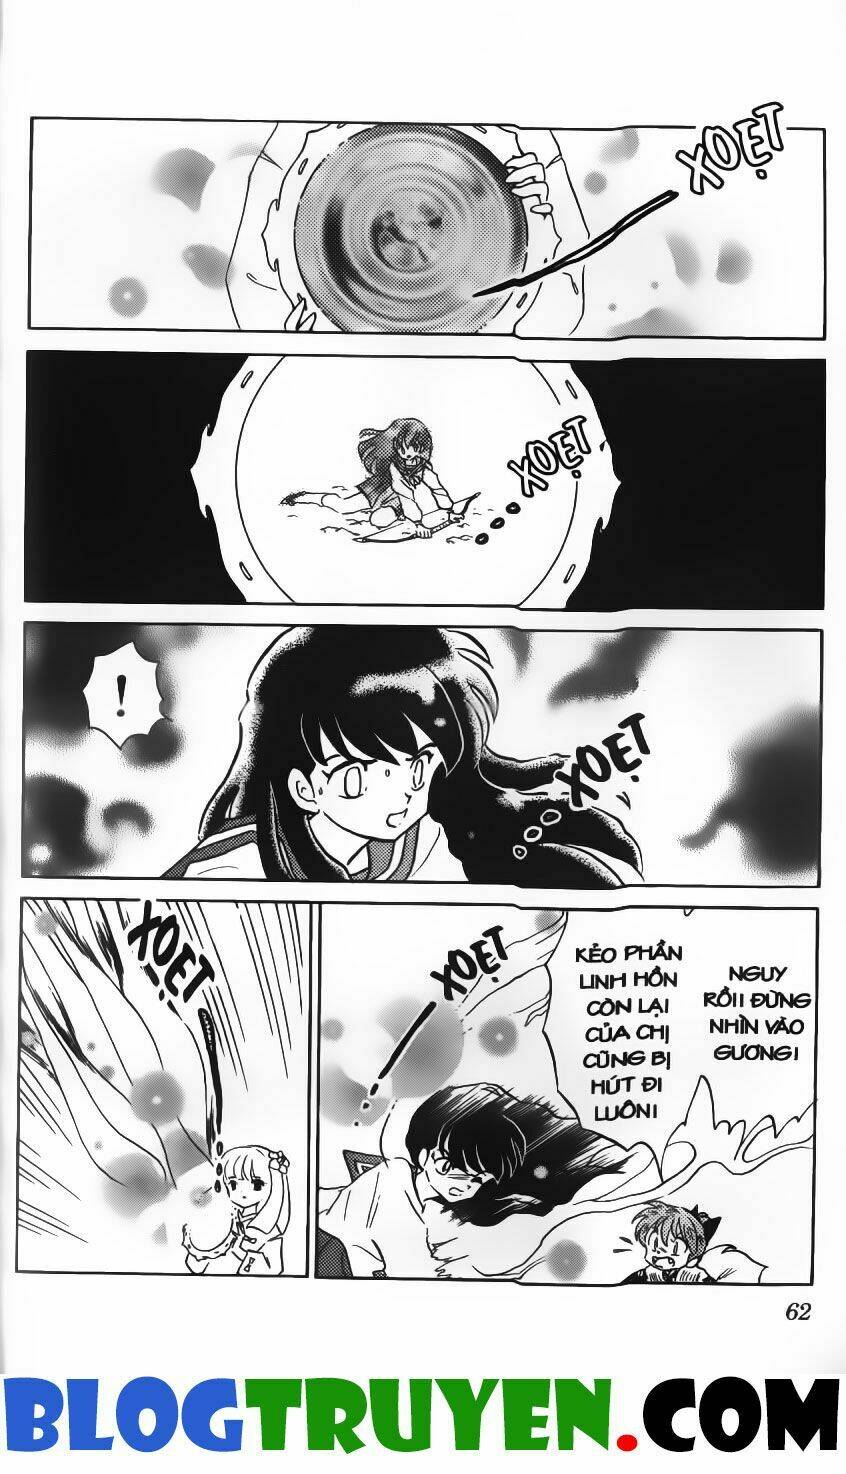 XOẸT
XOẸT
!
XOẸT
XOẸT
XOẸT
KẺO PHẦN
LINH HỒN
CÒN LẠI
CỦA CHỊ
CŨNG BỊ
HÚT ĐI
LUÔN!
NGUY
RỒI! ĐỪNG
NHÌN VÀO
GƯƠNG!
62
BLOGTRUYEN.COM